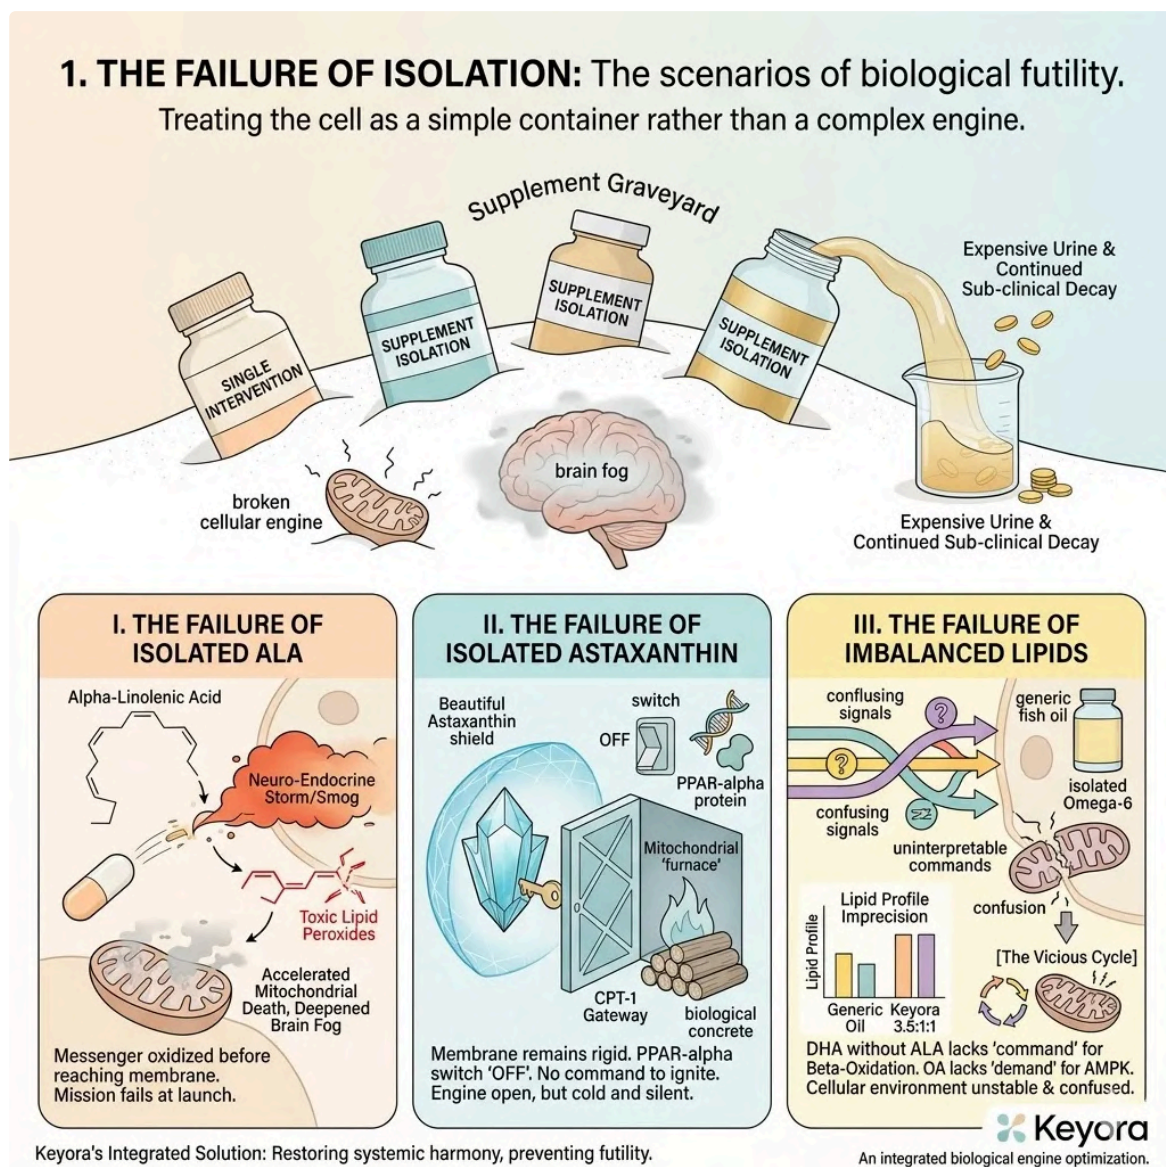 1. THE FAILURE OF ISOLATION: The scenarios of biological futility.
Treating the cell as a simple container rather than a complex engine.
Supplement Graveyard
SINGLE
INTERVENTION
SUPPLEMENT
ISOLATION
SUPPLEMENT
ISOLATION
SUPPLEMENT
ISOLATION
Expensive Urine &
Continued
Sub-clinical Decay
broken
cellular engine
brain fog
Expensive Urine &
Continued Sub-clinical Decay
I. THE FAILURE OF
ISOLATED ALA
Alpha-Linolenic Acid
Neuro-Endocrine
Storm/Smog
Toxic Lipid
Peroxides
Accelerated
Mitochondrial
Death, Deepened
Brain Fog
Messenger oxidized before
reaching membrane.
Mission fails at launch.
II. THE FAILURE OF
ISOLATED ASTAXANTHIN
Beautiful
Astaxanthin
shield
switch
OFF
PPAR-alpha
protein
Mitochondrial
'furnace'
CPT-1
Gateway
biological
concrete
Membrane remains rigid. PPAR-alpha
switch 'OFF'. No command to ignite.
Engine open, but cold and silent.
III. THE FAILURE OF
IMBALANCED LIPIDS
conflusing
signals
?
?
generic
fish oil
isolated
Omega-6
confusing
signals
uninterpretable
commands
confusion
Lipid Profile
Imprecision
Lipid Profile
Generic
Oil
Keyora
3.5:1:1
[The Vicious Cycle]
DHA without ALA lacks 'command' for
Beta-Oxidation. OA lacks 'demand' for AMPK.
Cellular environment unstable & confused.
Keyora's Integrated Solution: Restoring systemic harmony, preventing futility.
Keyora
An integrated biological engine optimization.